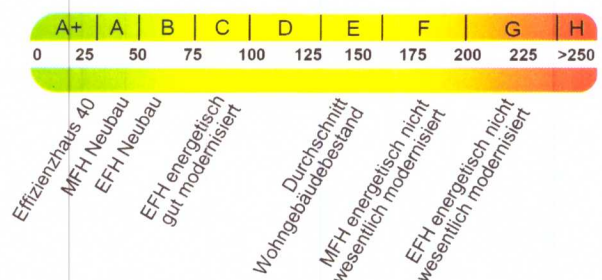 A+ A B C D E F G H
0 25 50 75 100 125 150 175 200 225 >250
Effizienzhaus 40
MFH Neubau
EFH Neubau
EFH energetisch
gut modernisiert
Durchschnitt
Wohngebäudebestand
MFH energetisch nicht
wesentlich modernisiert
EFH energetisch nicht
wesentlich modernisiert